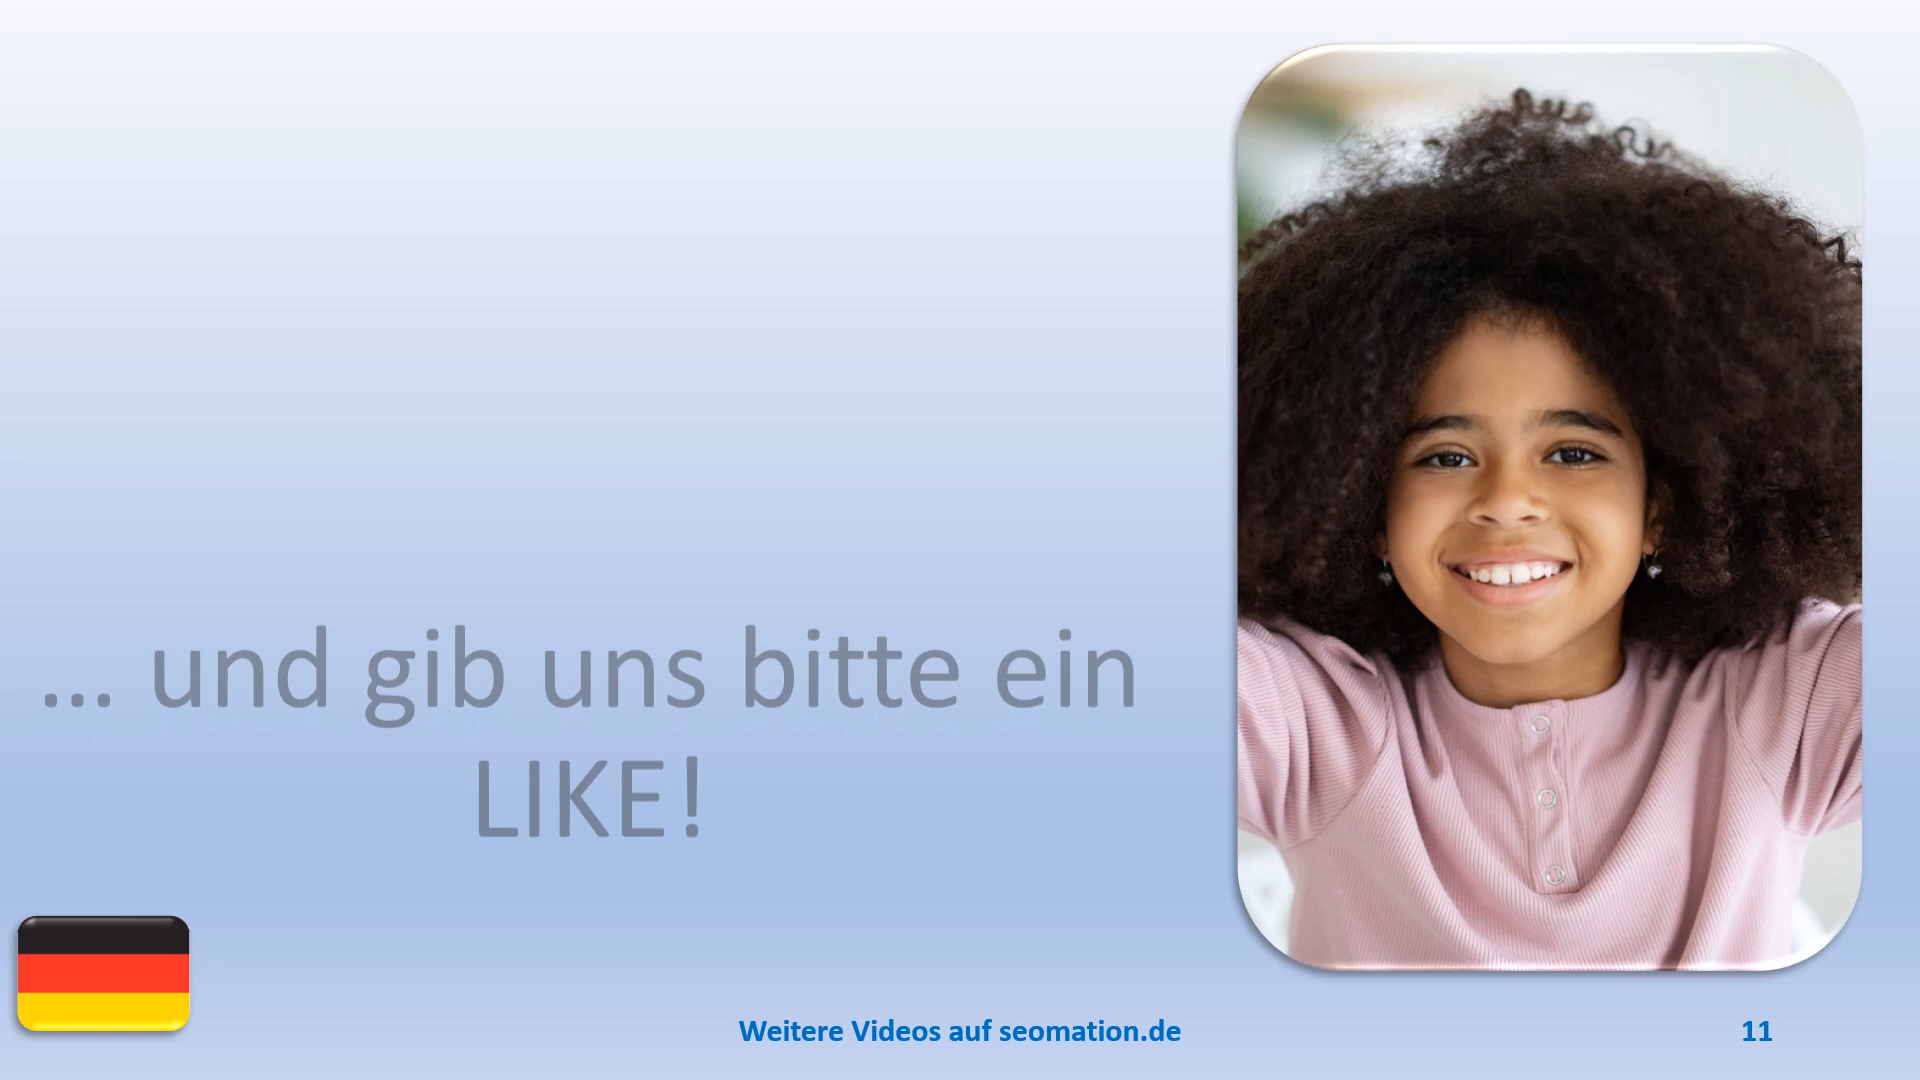 ... und gib uns bitte ein
LIKE!
Weitere Videos auf seomation.de
11